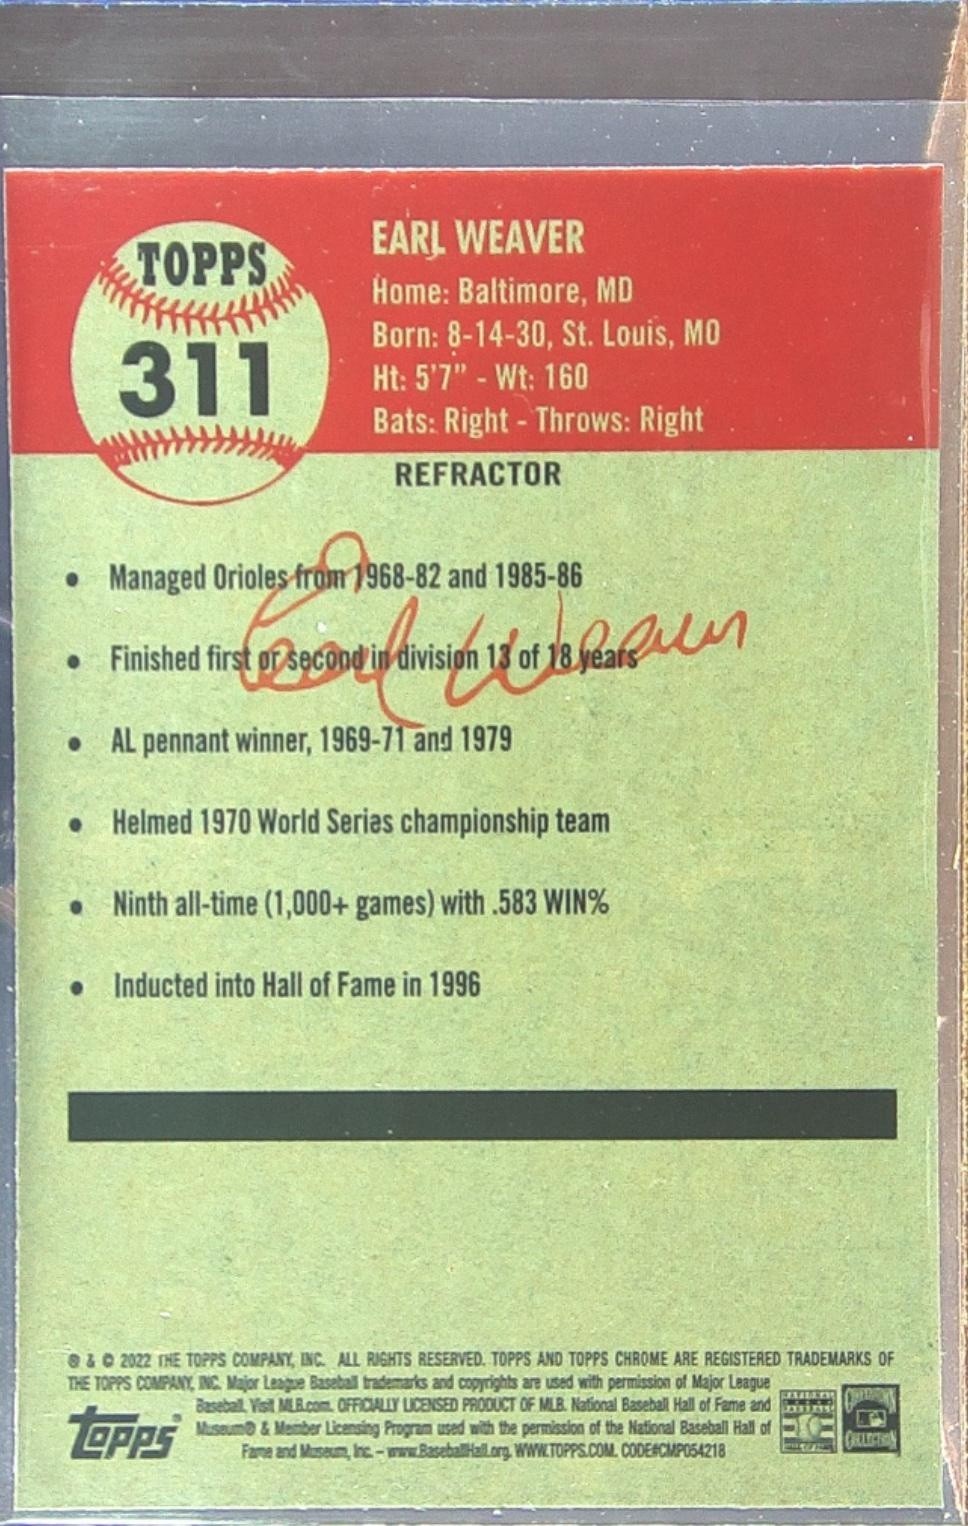 TOPPS
311
EARL WEAVER
Home: Baltimore, MD
Born: 8-14-30, St. Louis, MO
Ht: 5'7" - Wt: 160
Bats: Right - Throws: Right
REFRACTOR
• Managed Orioles from 1968-82 and 1985-86
Earl Weaver
• Finished first or second in division 13 of 18 years
• AL pennant winner, 1969-71 and 1979
• Helmed 1970 World Series championship team
• Ninth all-time (1,000+ games) with .583 WIN%
• Inducted into Hall of Fame in 1996
® & © 2022 THE TOPPS COMPANY, INC. ALL RIGHTS RESERVED. TOPPS AND TOPPS CHROME ARE REGISTERED TRADEMARKS OF
THE TOPPS COMPANY, INC. Major League Baseball trademarks and copyrights are used with permission of Major League
Baseball. Visit MLB.com. OFFICIALLY LICENSED PRODUCT OF MLB. National Baseball Hall of Fame and
Museum® & Member Licensing Program used with the permission of the National Baseball Hall of
Fame and Museum, Inc. – www.BaseballHall.org. WWW.TOPPS.COM. CODE#CMP054218
Topps®
NATIONAL
HALL OF FAME
COOPERSTOWN
COLLECTION